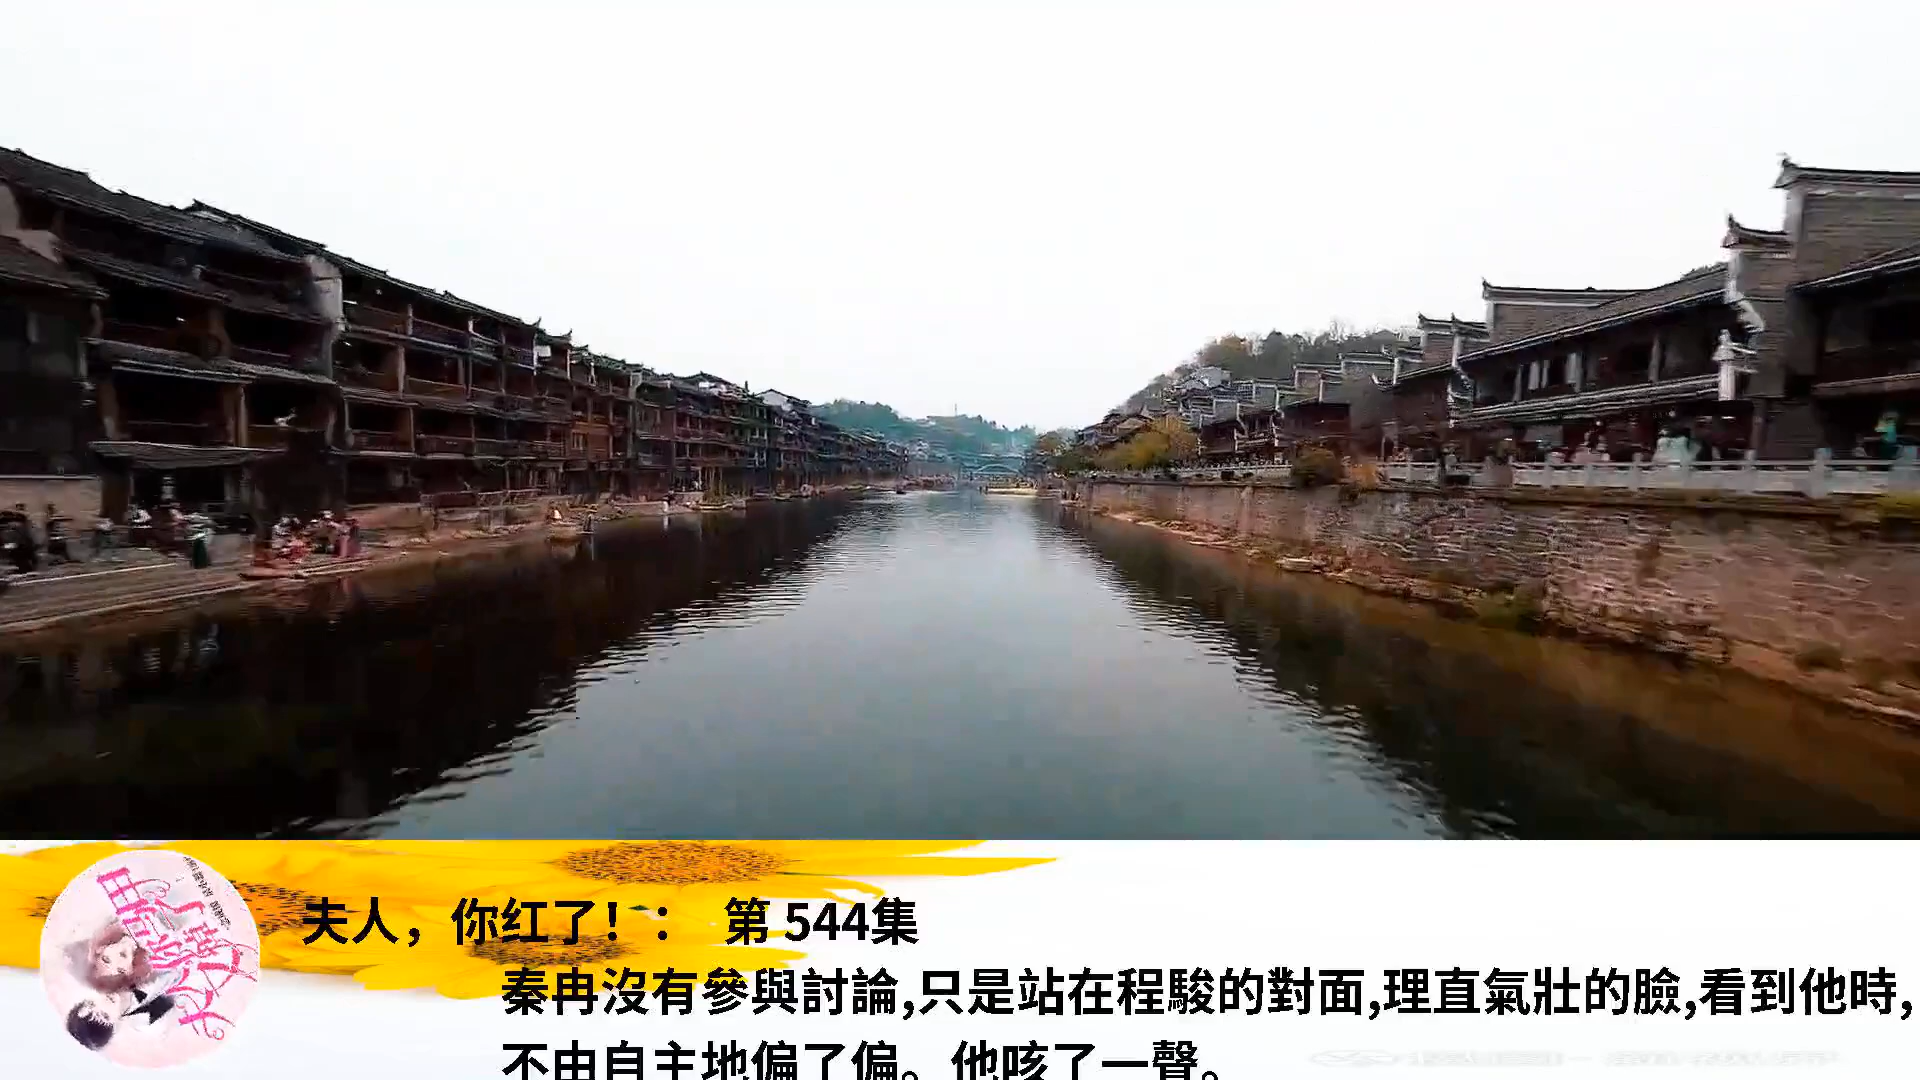 夫人，你红了！： 第 544集
秦冉沒有參與討論,只是站在程駿的對面,理直氣壯的臉,看到他時,
不由自主地偏了偏。他咳了一聲。